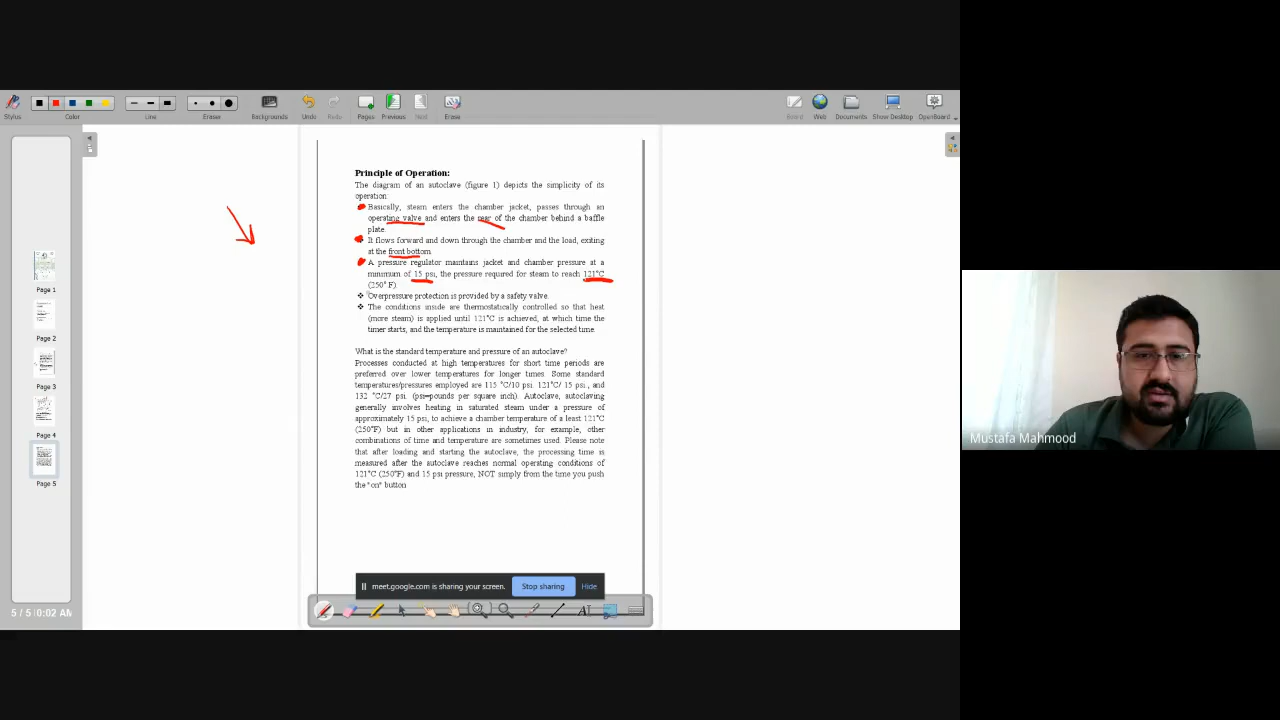 Stylus
Color
Line
Eraser
Backgrounds
Undo
Redo
Pages
Previous
Next
Erase
Board
Web
Documents
Show Desktop
OpenBoard
Principle of Operation:
The diagram of an autoclave (figure 1) depicts the simplicity of its
operation
Basically, steam enters the chamber jacket, passes through an
operating valve and enters the rear of the chamber behind a baffle
plate.
It flows forward and down through the chamber and the load, exiting
at the front bottom.
A pressure regulator maintains jacket and chamber pressure at a
minimum of 15 psi, the pressure required for steam to reach 121°C
(250° F)
❖ Overpressure protection is provided by a safety valve.
❖ The conditions inside are thermostatically controlled so that heat
(more steam) is applied until 121°C is achieved, at which time the
timer starts, and the temperature is maintained for the selected time.
What is the standard temperature and pressure of an autoclave?
Processes conducted at high temperatures for short time periods are
preferred over lower temperatures for longer times. Some standard
temperatures/pressures employed are 115 °C/10 psi. 121°C/ 15 psi., and
132 °C/27 psi. (psi=pounds per square inch). Autoclave, autoclaving
generally involves heating in saturated steam under a pressure of
approximately 15 psi, to achieve a chamber temperature of a least 121°C
(250°F) but in other applications in industry, for example, other
combinations of time and temperature are sometimes used. Please note
that after loading and starting the autoclave, the processing time is
measured after the autoclave reaches normal operating conditions of
121°C (250°F) and 15 psi pressure, NOT simply from the time you push
the "on" button
Page 1
Page 2
Page 3
Page 4
Page 5
5 / 5
0:02 AM
meet.google.com is sharing your screen.
Stop sharing
Hide
Mustafa Mahmood